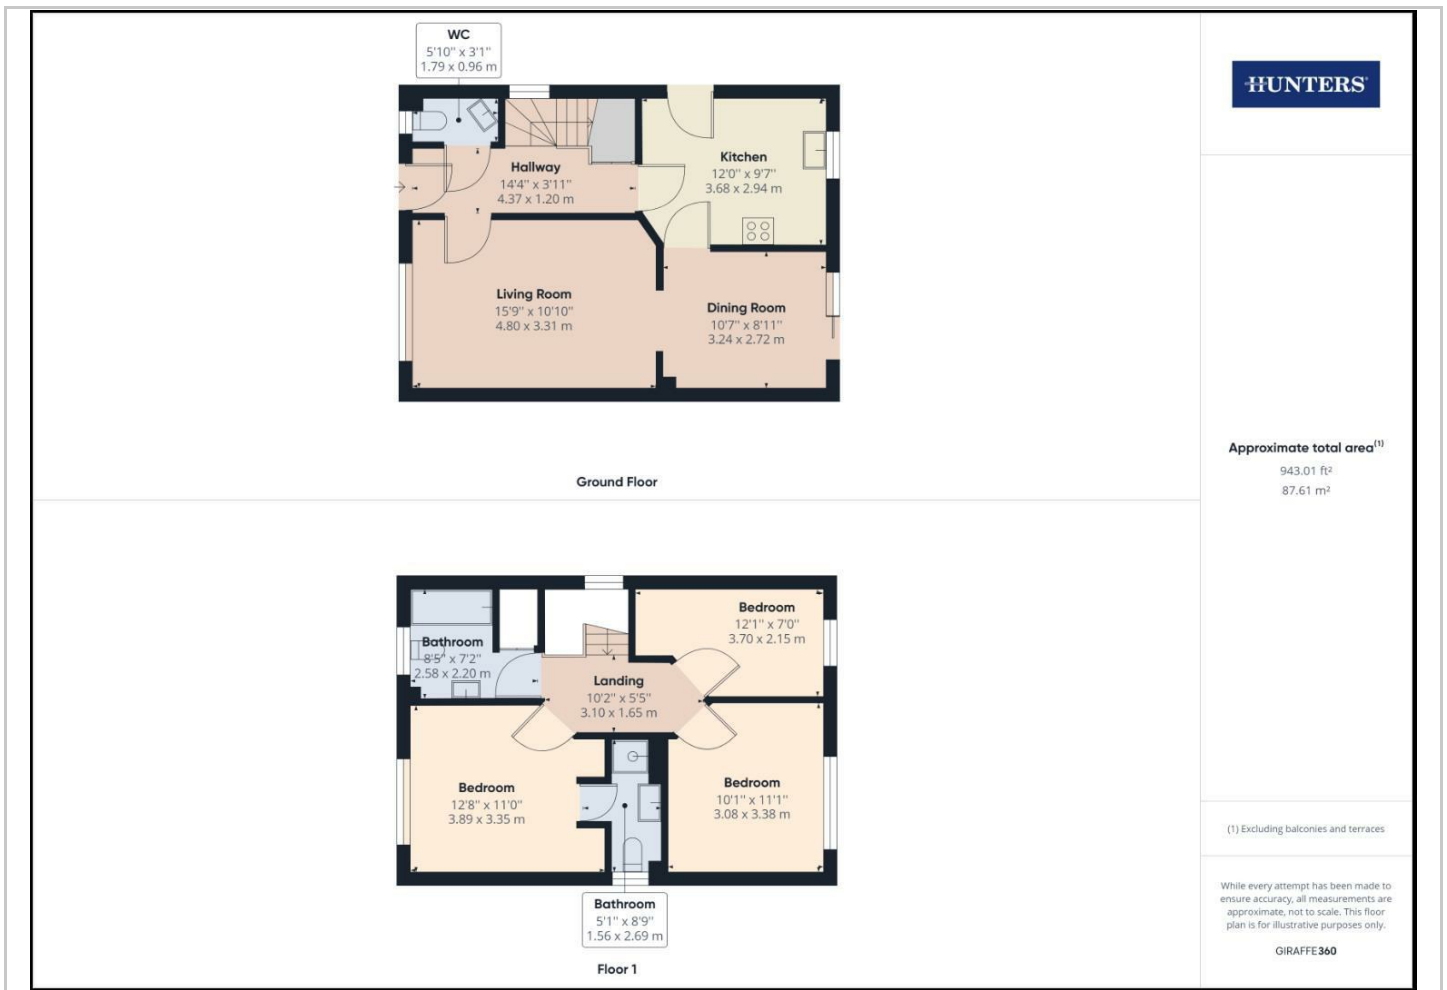 WC
5'10" x 3'1"
1.79 x 0.96 m
Hallway
14'4" x 3'11"
4.37 x 1.20 m
Kitchen
12'0" x 9'7"
3.68 x 2.94 m
Living Room
15'9" x 10'10"
4.80 x 3.31 m
Dining Room
10'7" x 8'11"
3.24 x 2.72 m
Ground Floor
Bathroom
8'5" x 7'2"
2.58 x 2.20 m
Landing
10'2" x 5'5"
3.10 x 1.65 m
Bedroom
12'1" x 7'0"
3.70 x 2.15 m
Bedroom
12'8" x 11'0"
3.89 x 3.35 m
Bedroom
10'1" x 11'1"
3.08 x 3.38 m
Bathroom
5'1" x 8'9"
1.56 x 2.69 m
Floor 1
HUNTERS
Approximate total area(1)
943.01 ft²
87.61 m²
(1) Excluding balconies and terraces
While every attempt has been made to
ensure accuracy, all measurements are
approximate, not to scale. This floor
plan is for illustrative purposes only.
GIRAFFE360